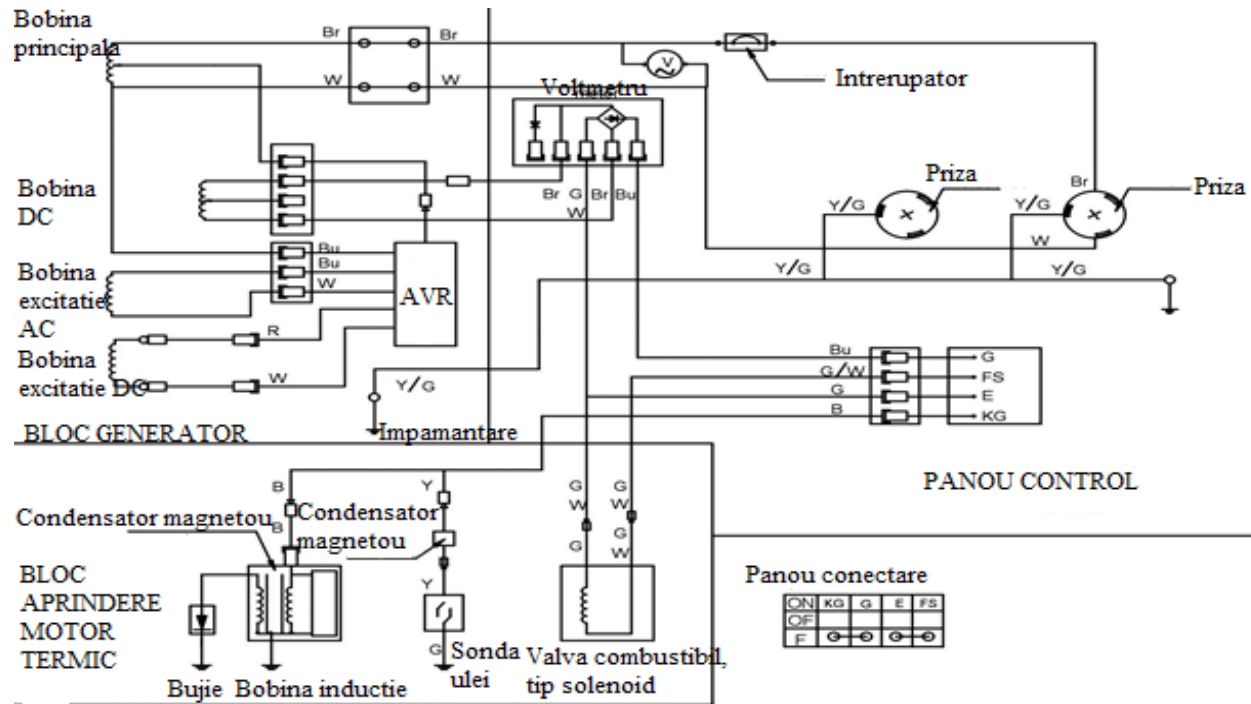 Bobina
principala
Br
Br
W
W
V
Intrerupator
Voltmetru
Br
G
W
Br
Bu
Bobina
DC
Priza
Priza
Br
Y/G
Y/G
W
Y/G
Y/G
Bobina
excitatie
AC
Bu
Bu
W
AVR
Bobina
excitatie DC
R
W
Y/G
Impamantare
BLOC GENERATOR
Bu
G/W
G
B
G
FS
E
KG
PANOU CONTROL
B
B
Y
Y
G
G
W
G
G
W
G
W
Condensator magnetou
Condensator
magnetou
BLOC
APRINDERE
MOTOR
TERMIC
Bujie
Bobina inductie
Sonda
ulei
Valva combustibil,
tip solenoid
Panou conectare
ON KG G E FS
OF
F